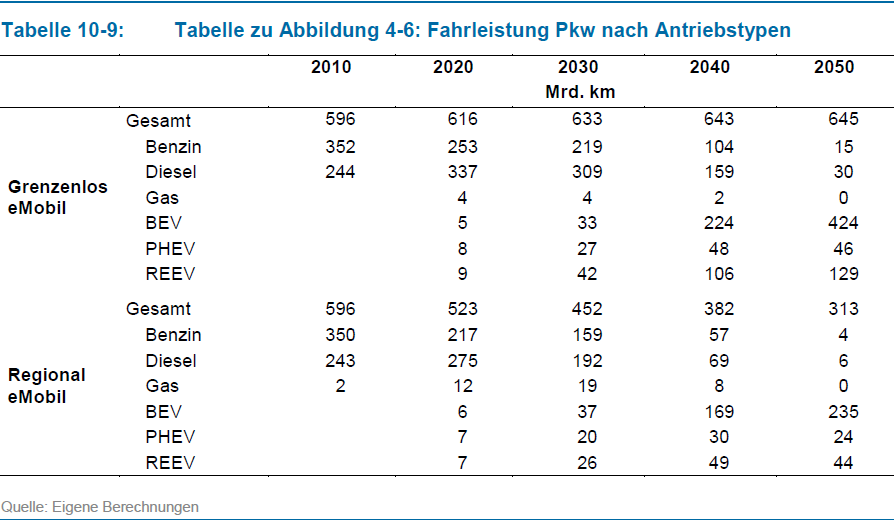 Tabelle 10-9: Tabelle zu Abbildung 4-6: Fahrleistung Pkw nach Antriebstypen
2010 2020 2030 2040 2050
Mrd. km
Grenzenlos eMobil
Gesamt 596 616 633 643 645
Benzin 352 253 219 104 15
Diesel 244 337 309 159 30
Gas 4 4 2 0
BEV 5 33 224 424
PHEV 8 27 48 46
REEV 9 42 106 129
Regional eMobil
Gesamt 596 523 452 382 313
Benzin 350 217 159 57 4
Diesel 243 275 192 69 6
Gas 2 12 19 8 0
BEV 6 37 169 235
PHEV 7 20 30 24
REEV 7 26 49 44
Quelle: Eigene Berechnungen